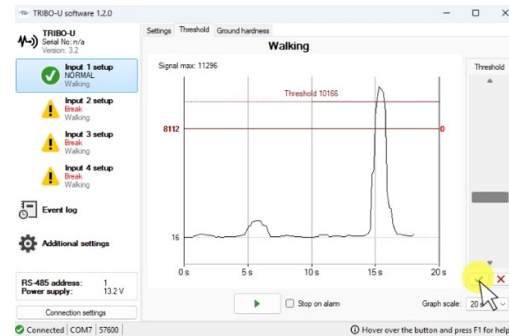 TRIBO-U software 1.2.0
TRIBO-U
Serial No: n/a
Version: 3.2
Input 1 setup
NORMAL
Walking
Input 2 setup
Break
Walking
Input 3 setup
Break
Walking
Input 4 setup
Break
Walking
Event log
Additional settings
RS-485 address: 1
Power supply: 13.2 V
Connection settings
Settings Threshold Ground hardness
Walking
Signal max: 11296
Threshold
Threshold 10166
8112
0
16
0 s 5 s 10 s 15 s 20 s
Stop on alarm
Graph scale: 20 s
Connected COM7 57600
Hover over the button and press F1 for help